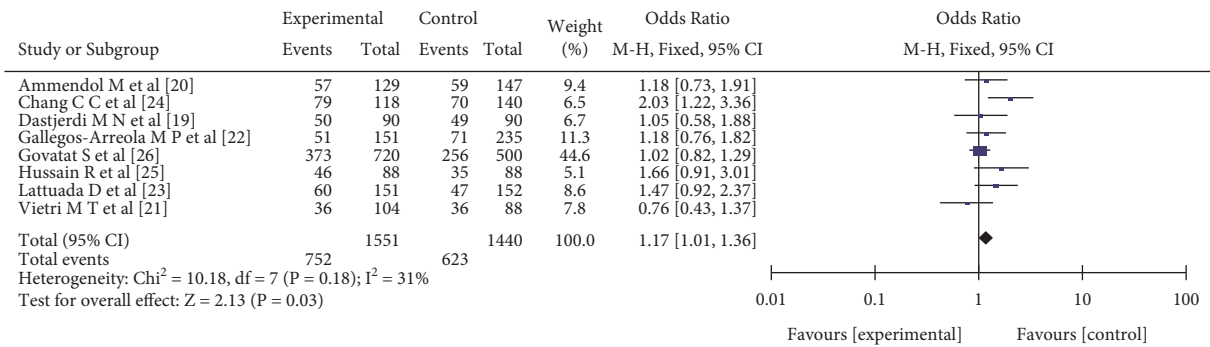 Experimental Control Weight Odds Ratio Odds Ratio
Study or Subgroup Events Total Events Total (%) M-H, Fixed, 95% CI M-H, Fixed, 95% CI
Ammendol M et al [20] 57 129 59 147 9.4 1.18 [0.73, 1.91]
Chang C C et al [24] 79 118 70 140 6.5 2.03 [1.22, 3.36]
Dastjerdi M N et al [19] 50 90 49 90 6.7 1.05 [0.58, 1.88]
Gallegos-Arreola M P et al [22] 51 151 71 235 11.3 1.18 [0.76, 1.82]
Govatat S et al [26] 373 720 256 500 44.6 1.02 [0.82, 1.29]
Hussain R et al [25] 46 88 35 88 5.1 1.66 [0.91, 3.01]
Lattuada D et al [23] 60 151 47 152 8.6 1.47 [0.92, 2.37]
Vietri M T et al [21] 36 104 36 88 7.8 0.76 [0.43, 1.37]
Total (95% CI) 1551 1440 100.0 1.17 [1.01, 1.36]
Total events 752 623
Heterogeneity: Chi² = 10.18, df = 7 (P = 0.18); I² = 31%
Test for overall effect: Z = 2.13 (P = 0.03)
0.01 0.1 1 10 100
Favours [experimental] Favours [control]